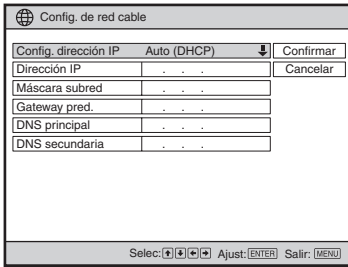 Config. de red cable
Config. dirección IP Auto (DHCP) Confirmar
Dirección IP . . . Cancelar
Máscara subred . . .
Gateway pred. . . .
DNS principal . . .
DNS secundaria . . .
Selec: Ajust: ENTER Salir: MENU